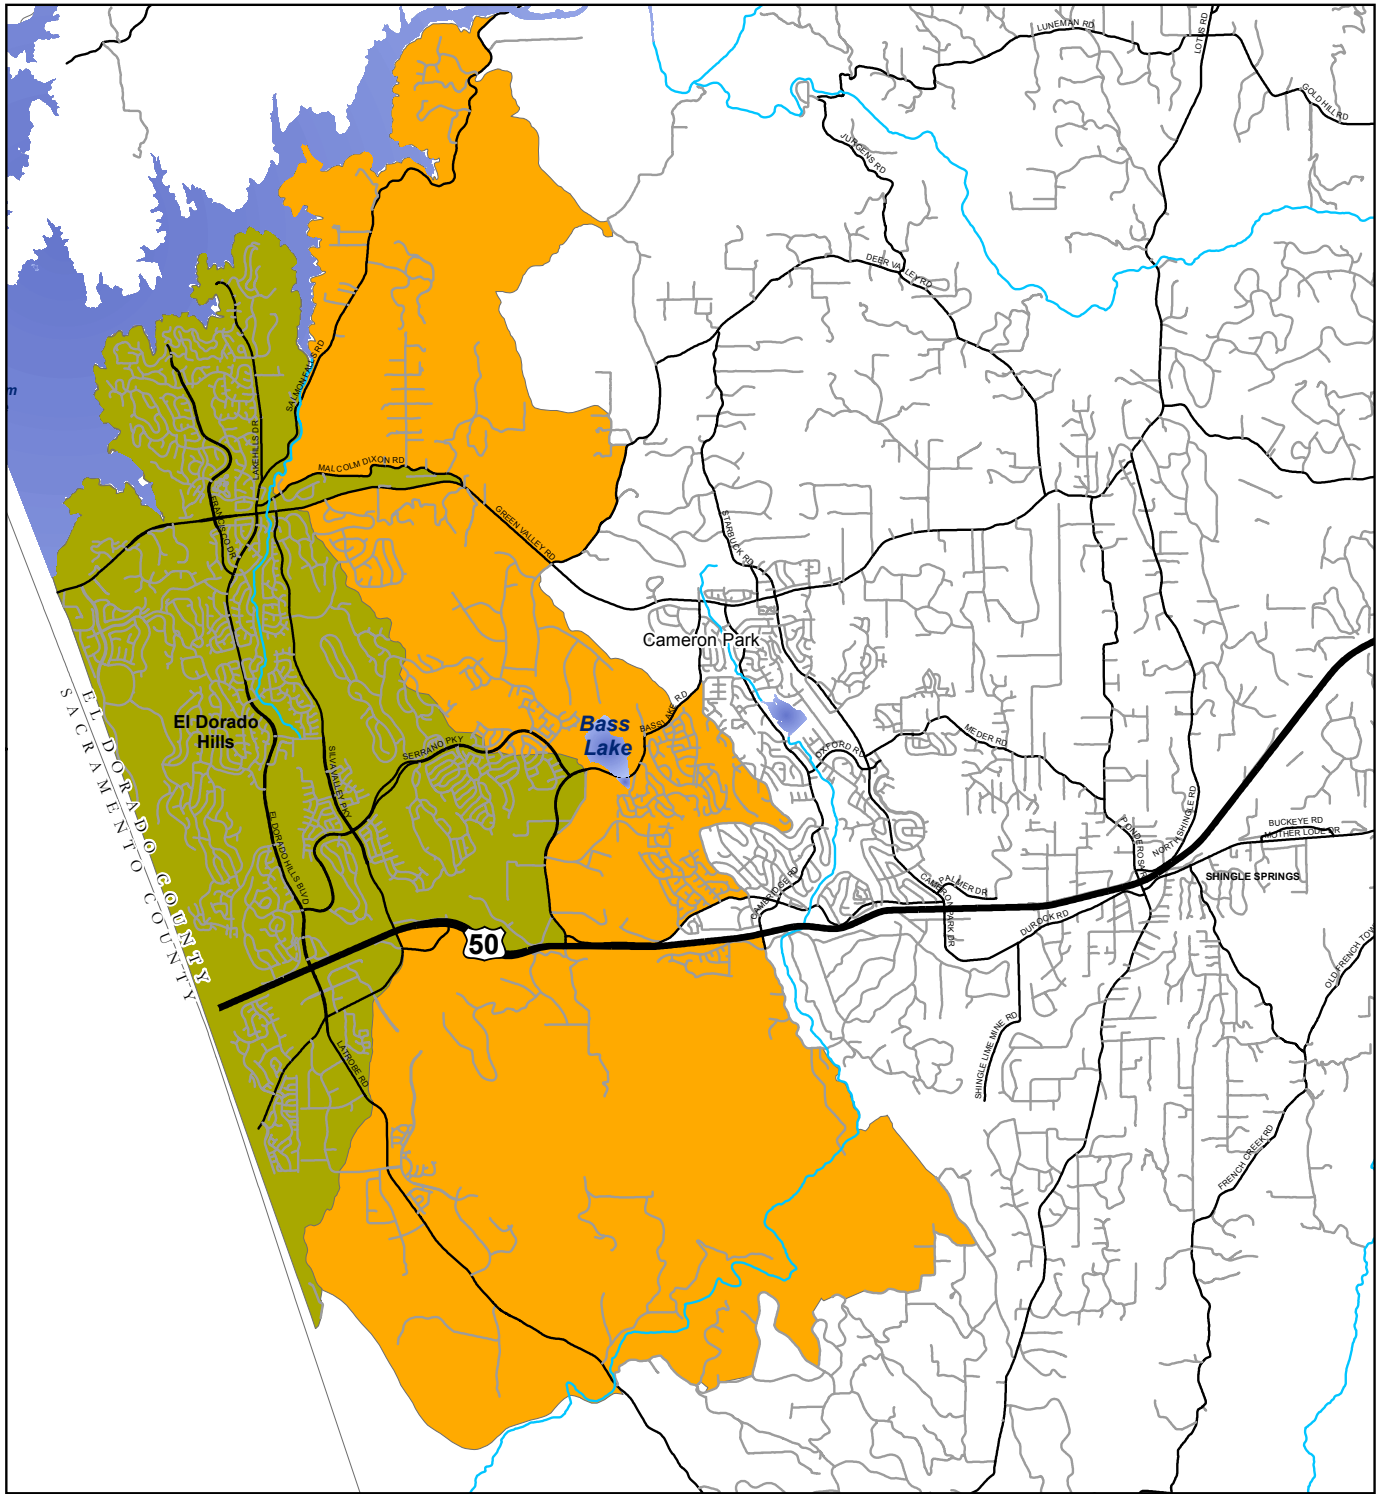 LUNEMAN RD
LOTUS RD
GOLD HILL RD
JURGENS RD
DEER VALLEY RD
m
SALMON FALLS RD
LAKEHILLS DR
MALCOLM DIXON RD
FRANCISCO DR
GREEN VALLEY RD
STARBUCK RD
Cameron Park
El Dorado
Hills
Bass
Lake
BASS LAKE RD
SERRANO PKY
SILVA VALLEY PKY
OXFORD RD
MEDER RD
EL DORADO COUNTY
SACRAMENTO COUNTY
EL DORADO HILLS BLVD
PONDEROSA RD
NORTH SHINGLE RD
BUCKEYE RD
MOTHER LODE DR
SHINGLE SPRINGS
CAMBRIDGE RD
CAMERON PARK DR
PALMER DR
DUROCK RD
50
OLD FRENCH TOW
SHINGLE LIME MINE RD
LATROBE RD
FRENCH CREEK RD